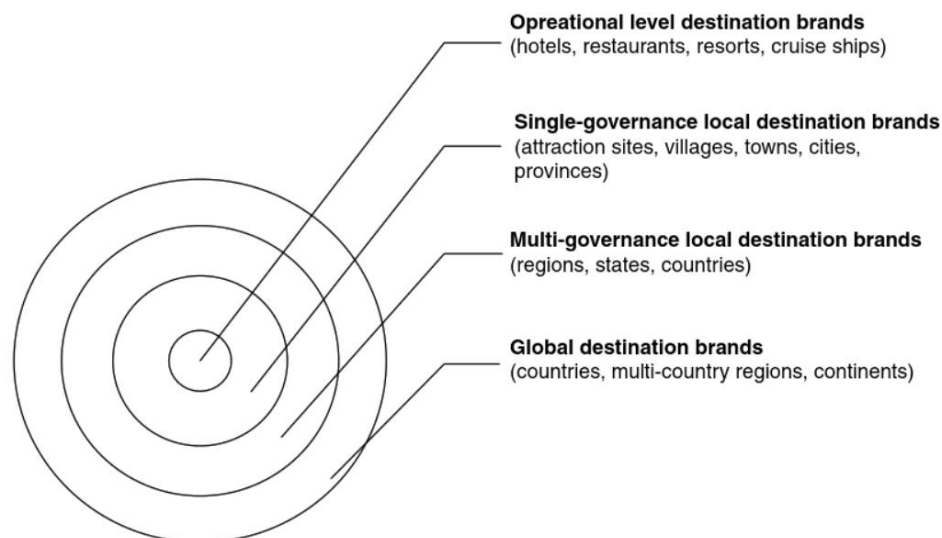 Opreational level destination brands
(hotels, restaurants, resorts, cruise ships)
Single-governance local destination brands
(attraction sites, villages, towns, cities,
provinces)
Multi-governance local destination brands
(regions, states, countries)
Global destination brands
(countries, multi-country regions, continents)